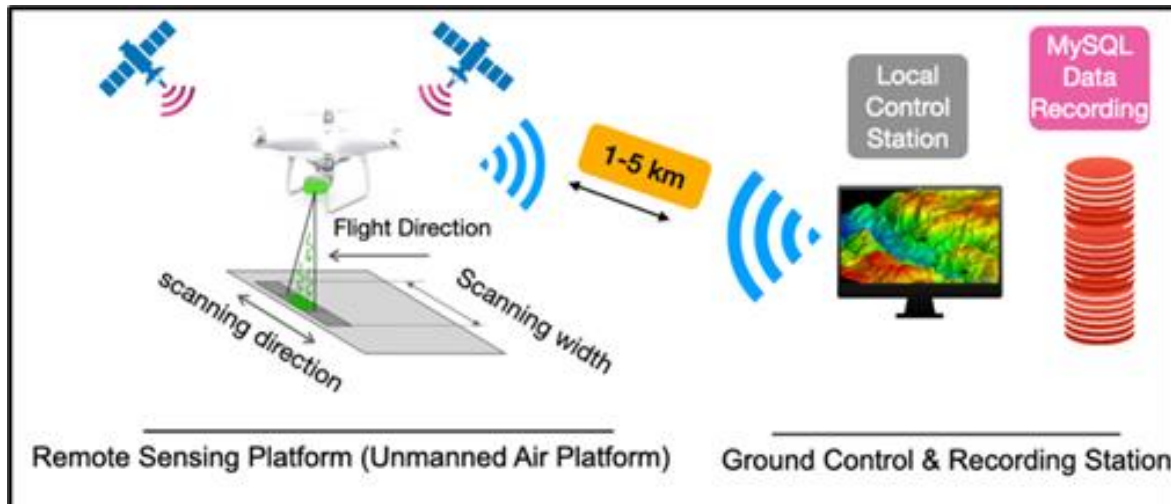 MySQL
Data
Recording
Local
Control
Station
1-5 km
Flight Direction
Scanning width
scanning direction
Remote Sensing Platform (Unmanned Air Platform)
Ground Control & Recording Station